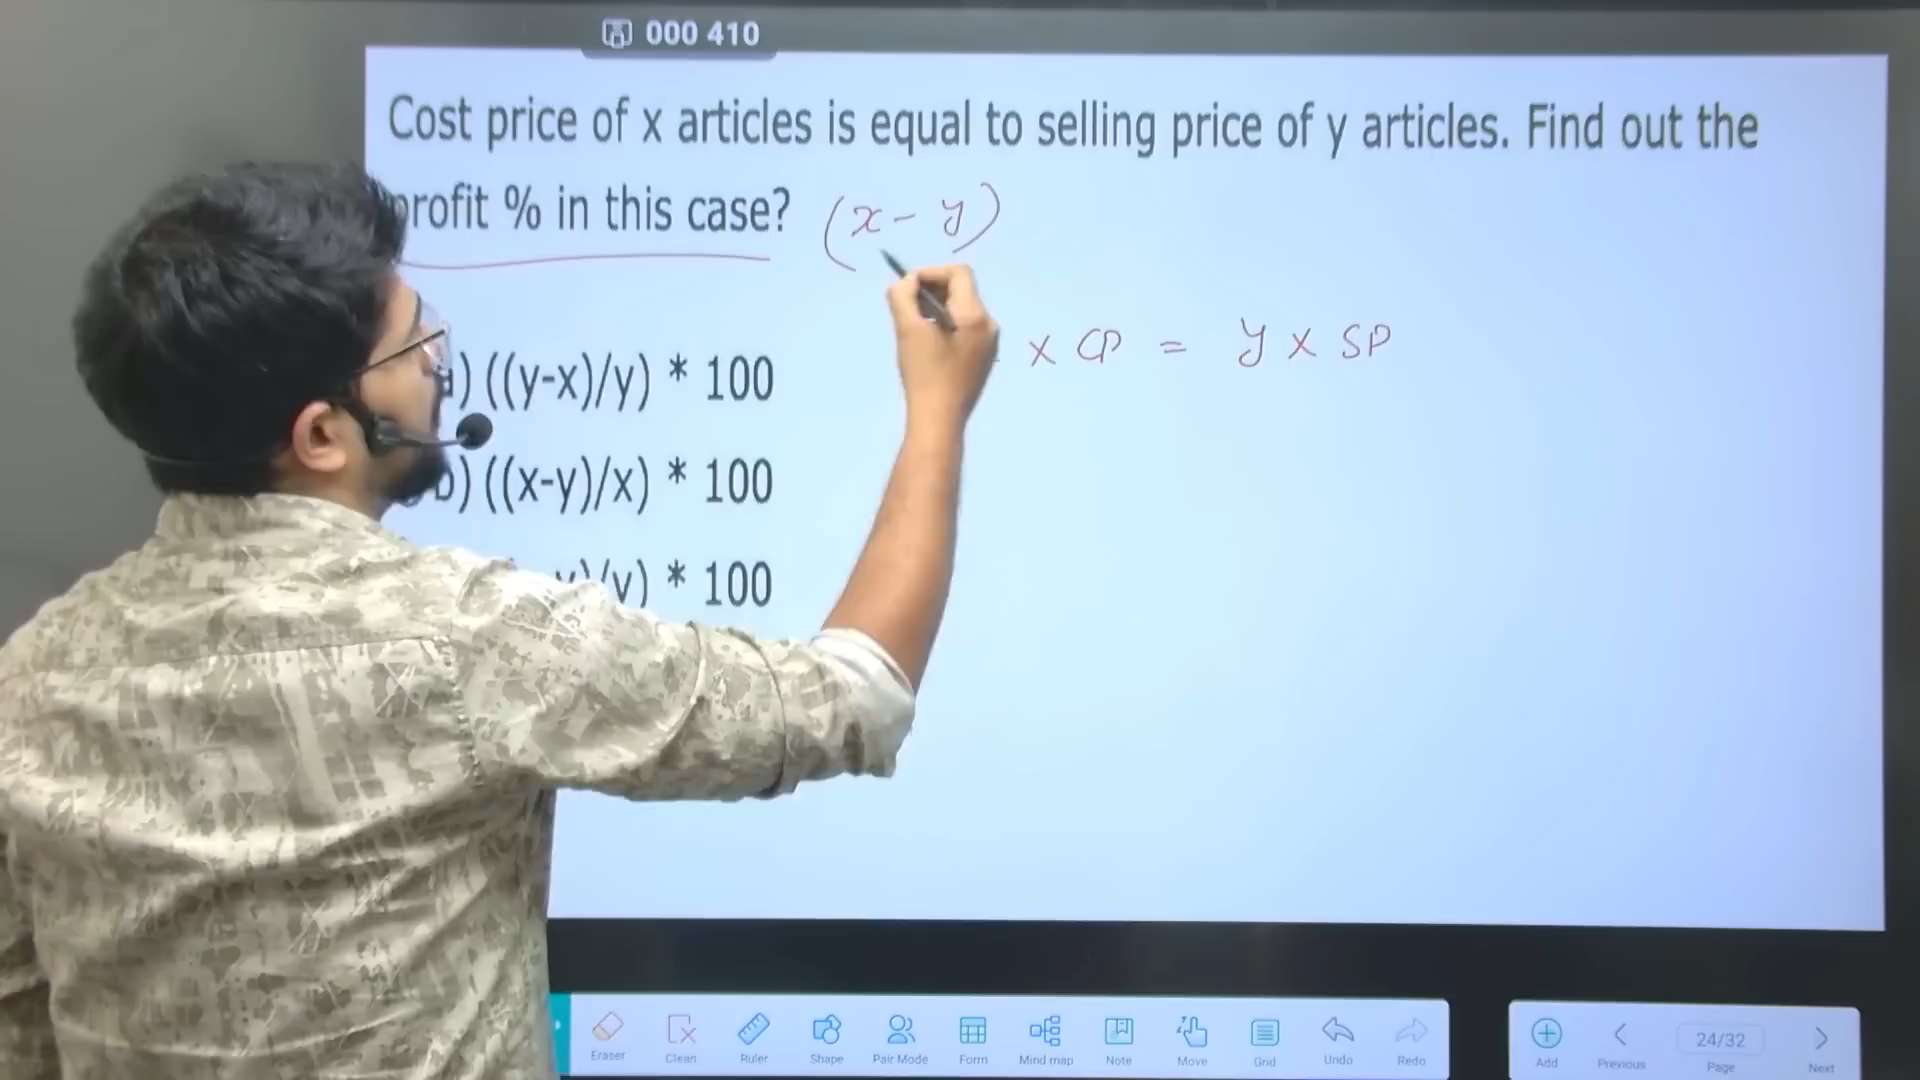 000 410
Cost price of x articles is equal to selling price of y articles. Find out the
profit % in this case? (x - y)
x CP = y x SP
a) ((y-x)/y) * 100
b) ((x-y)/x) * 100
/y) * 100
Eraser Clean Ruler Shape Pair Mode Form Mind map Note Move Grid Undo Redo
Add Previous 24/32 Page Next